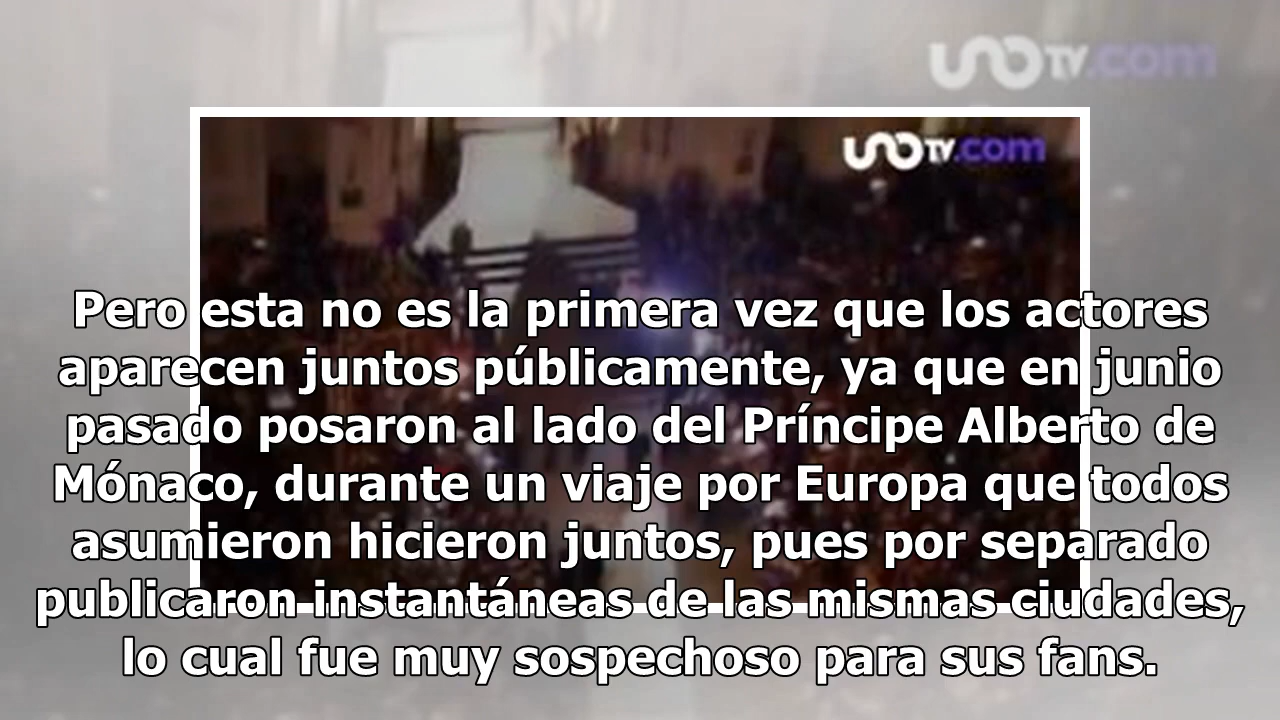 UNOTV.com
UNOTV.com
Pero esta no es la primera vez que los actores
aparecen juntos públicamente, ya que en junio
pasado posaron al lado del Príncipe Alberto de
Mónaco, durante un viaje por Europa que todos
asumieron hicieron juntos, pues por separado
publicaron instantáneas de las mismas ciudades,
lo cual fue muy sospechoso para sus fans.